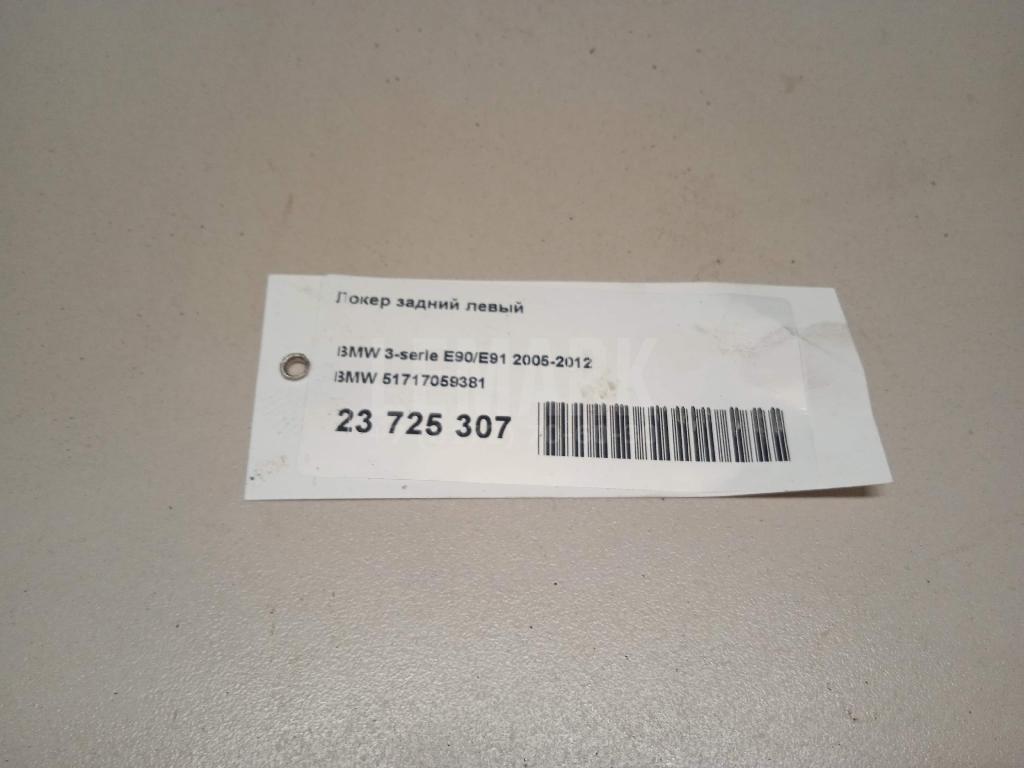 Локер задний левый
BMW 3-serie E90/E91 2005-2012
BMW 51717059381
23 725 307